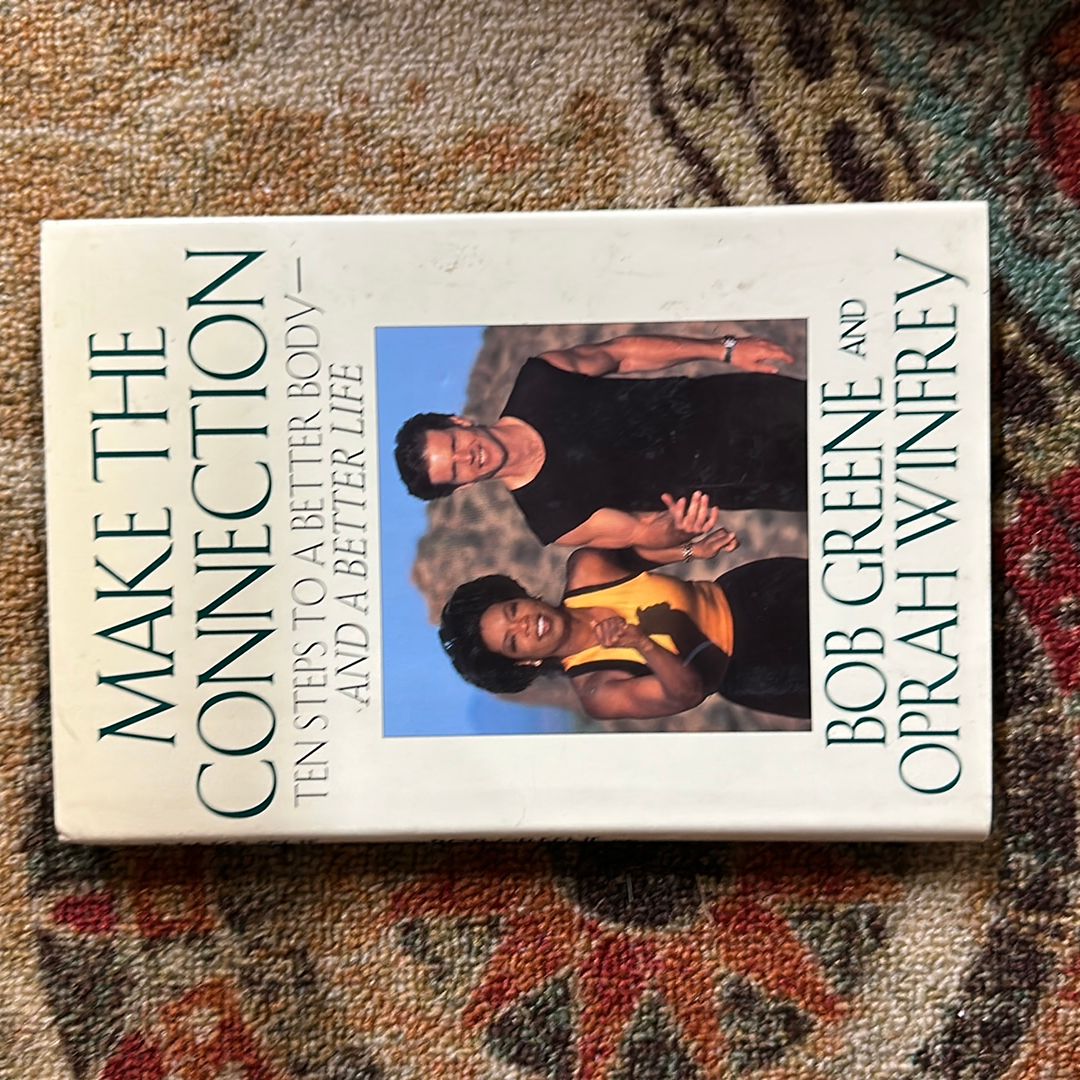 MAKE THE
CONNECTION
TEN STEPS TO A BETTER BODY—
AND A BETTER LIFE
BOB GREENE AND
OPRAH WINFREY